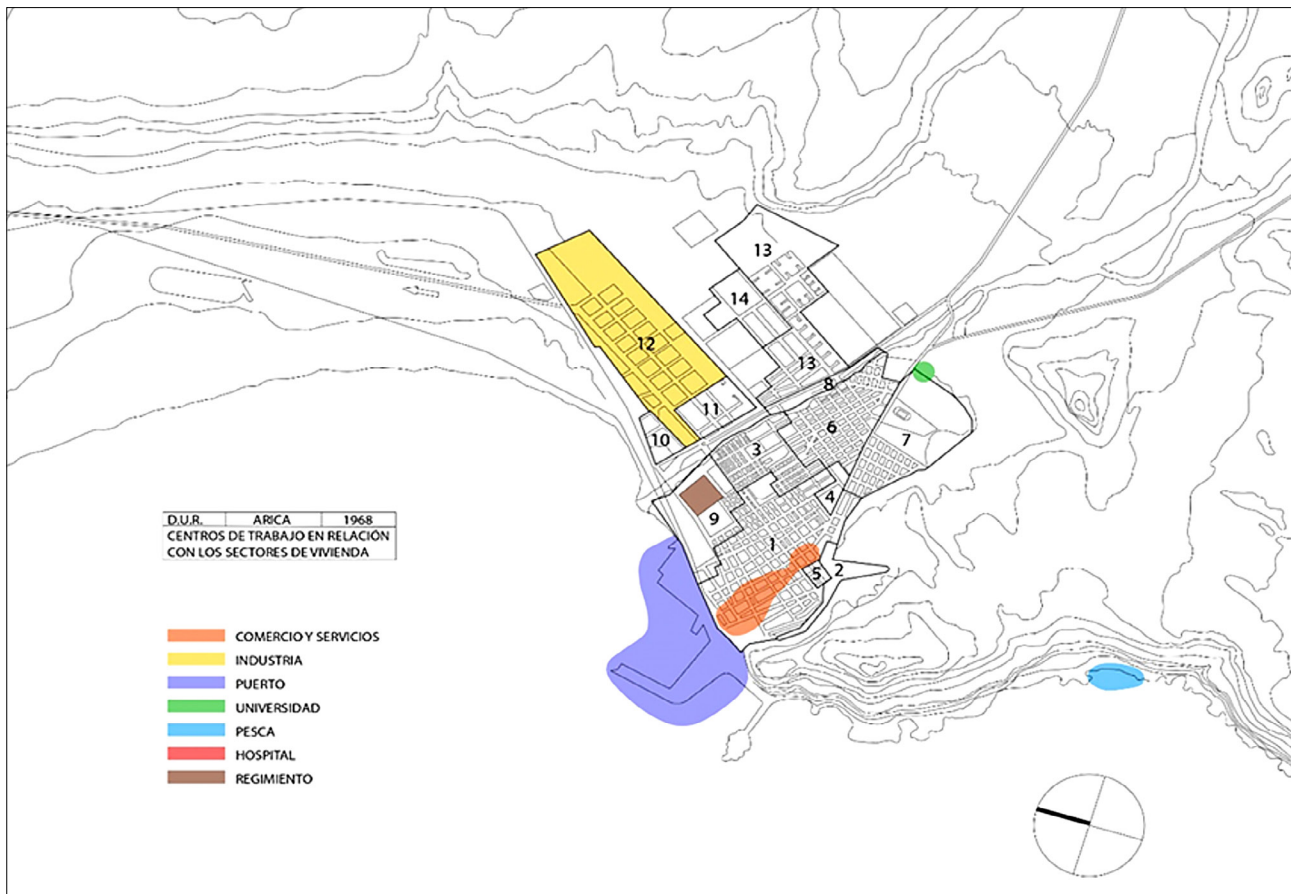 13
14
12
13
8
11
6
10
3
7
4
9
1
5
2
D.U.R. ARICA 1968
CENTROS DE TRABAJO EN RELACIÓN
CON LOS SECTORES DE VIVIENDA
COMERCIO Y SERVICIOS
INDUSTRIA
PUERTO
UNIVERSIDAD
PESCA
HOSPITAL
REGIMIENTO